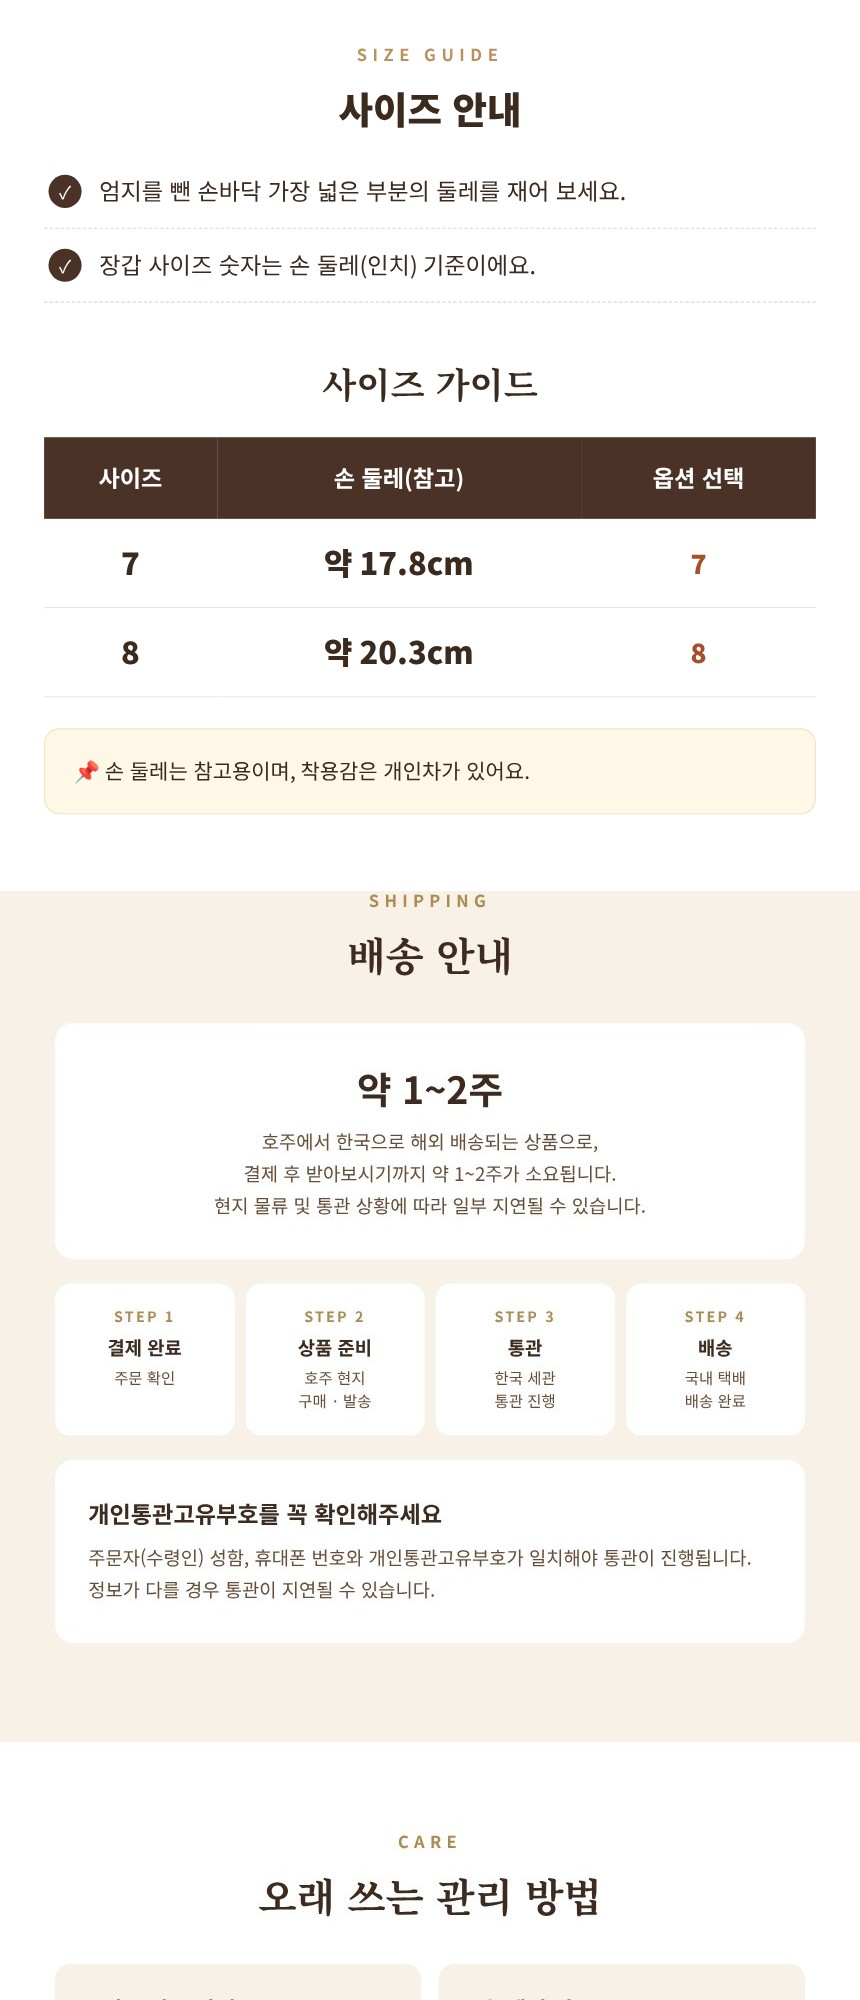 SIZE GUIDE
사이즈 안내
✓ 엄지를 뺀 손바닥 가장 넓은 부분의 둘레를 재어 보세요.
✓ 장갑 사이즈 숫자는 손 둘레(인치) 기준이에요.
사이즈 가이드
사이즈 손 둘레(참고) 옵션 선택
7 약 17.8cm 7
8 약 20.3cm 8
📌 손 둘레는 참고용이며, 착용감은 개인차가 있어요.
SHIPPING
배송 안내
약 1~2주
호주에서 한국으로 해외 배송되는 상품으로,
결제 후 받아보시기까지 약 1~2주가 소요됩니다.
현지 물류 및 통관 상황에 따라 일부 지연될 수 있습니다.
STEP 1
결제 완료
주문 확인
STEP 2
상품 준비
호주 현지
구매 · 발송
STEP 3
통관
한국 세관
통관 진행
STEP 4
배송
국내 택배
배송 완료
개인통관고유부호를 꼭 확인해주세요
주문자(수령인) 성함, 휴대폰 번호와 개인통관고유부호가 일치해야 통관이 진행됩니다.
정보가 다를 경우 통관이 지연될 수 있습니다.
CARE
오래 쓰는 관리 방법